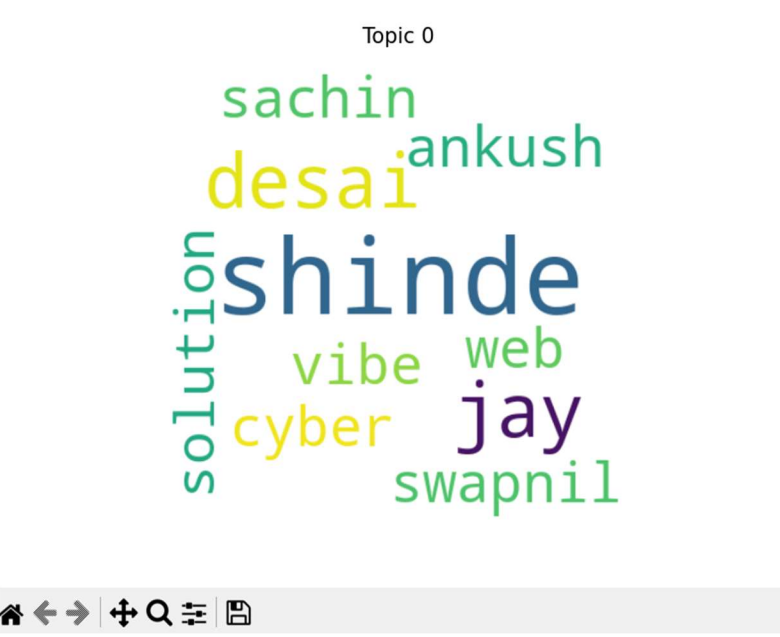 Topic 0
sachin
ankush
desai
shinde
solution
vibe
web
jay
cyber
swapnil